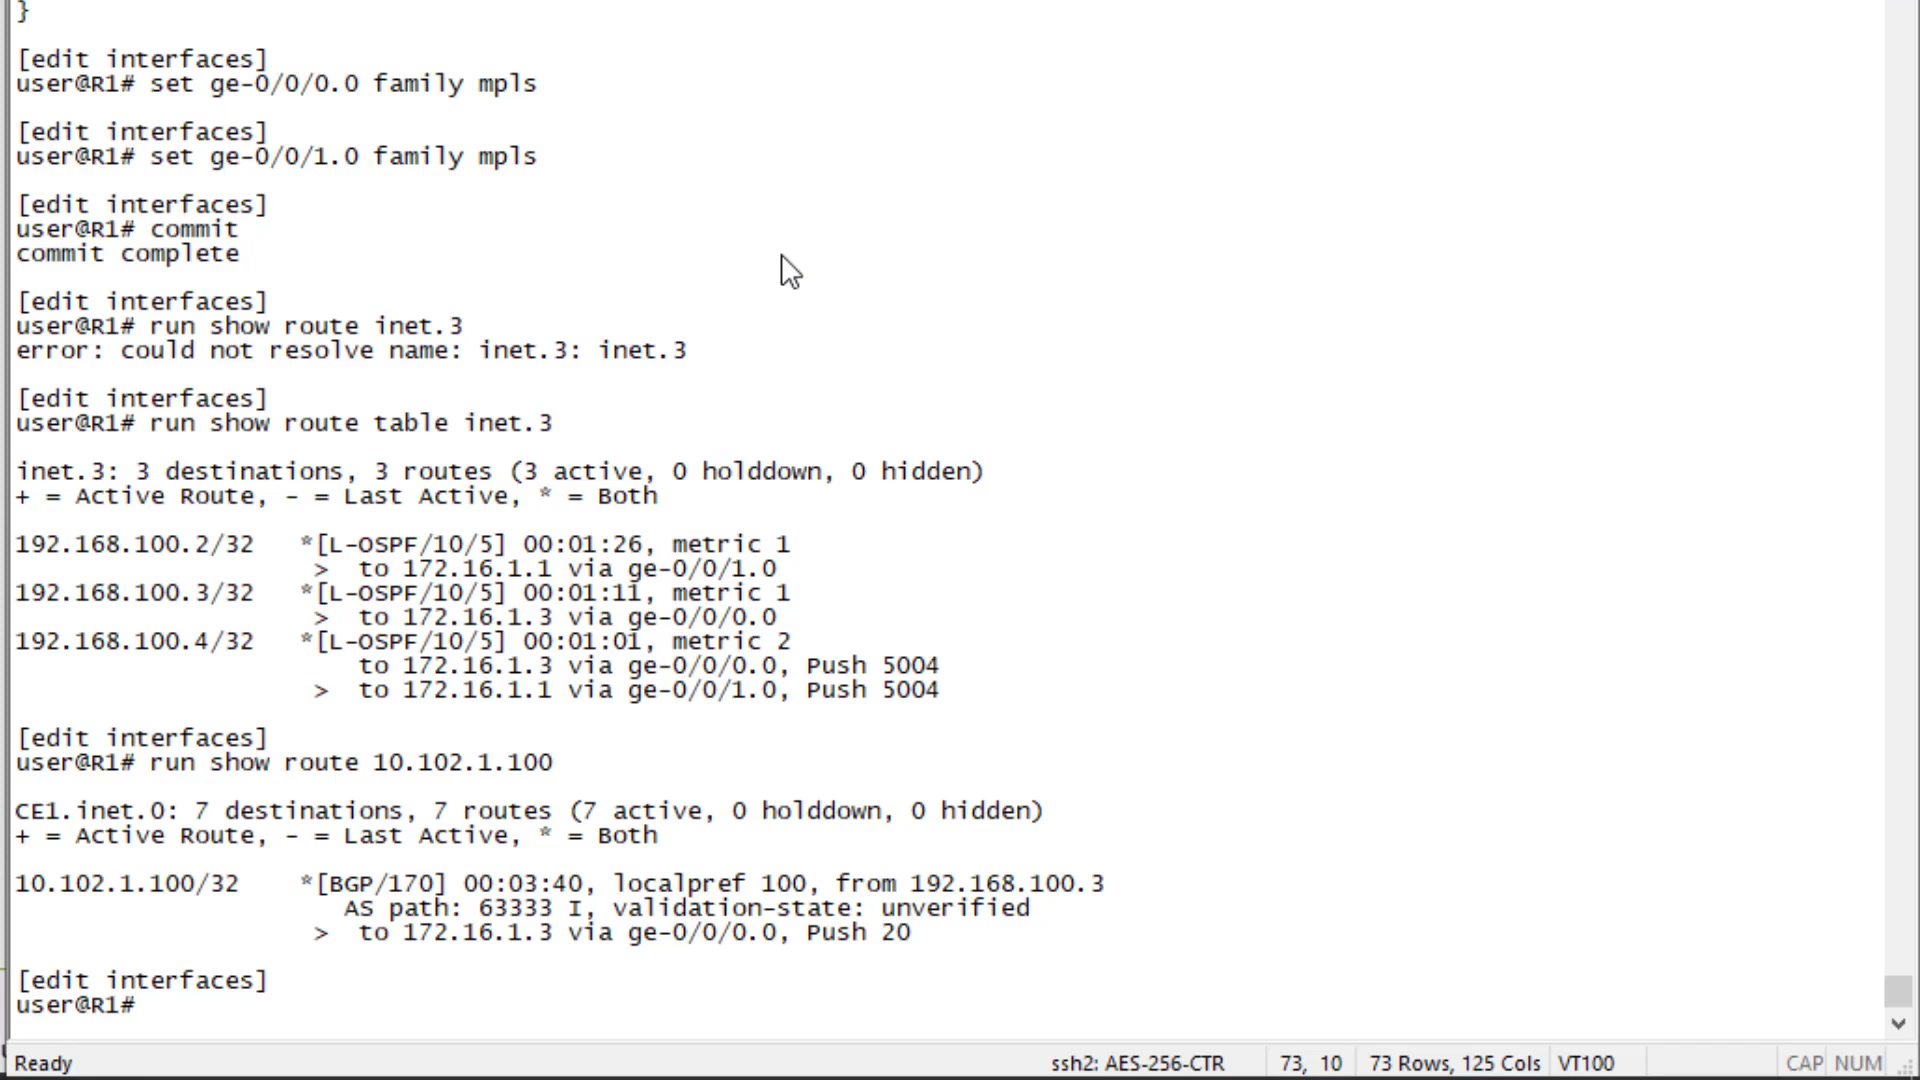 }
[edit interfaces]
user@R1# set ge-0/0/0.0 family mpls
[edit interfaces]
user@R1# set ge-0/0/1.0 family mpls
[edit interfaces]
user@R1# commit
commit complete
[edit interfaces]
user@R1# run show route inet.3
error: could not resolve name: inet.3: inet.3
[edit interfaces]
user@R1# run show route table inet.3
inet.3: 3 destinations, 3 routes (3 active, 0 holddown, 0 hidden)
+ = Active Route, - = Last Active, * = Both
192.168.100.2/32   *[L-OSPF/10/5] 00:01:26, metric 1
                    >  to 172.16.1.1 via ge-0/0/1.0
192.168.100.3/32   *[L-OSPF/10/5] 00:01:11, metric 1
                    >  to 172.16.1.3 via ge-0/0/0.0
192.168.100.4/32   *[L-OSPF/10/5] 00:01:01, metric 2
                       to 172.16.1.3 via ge-0/0/0.0, Push 5004
                    >  to 172.16.1.1 via ge-0/0/1.0, Push 5004
[edit interfaces]
user@R1# run show route 10.102.1.100
CE1.inet.0: 7 destinations, 7 routes (7 active, 0 holddown, 0 hidden)
+ = Active Route, - = Last Active, * = Both
10.102.1.100/32    *[BGP/170] 00:03:40, localpref 100, from 192.168.100.3
                      AS path: 63333 I, validation-state: unverified
                    >  to 172.16.1.3 via ge-0/0/0.0, Push 20
[edit interfaces]
user@R1#
Ready ssh2: AES-256-CTR 73, 10 73 Rows, 125 Cols VT100 CAP NUM